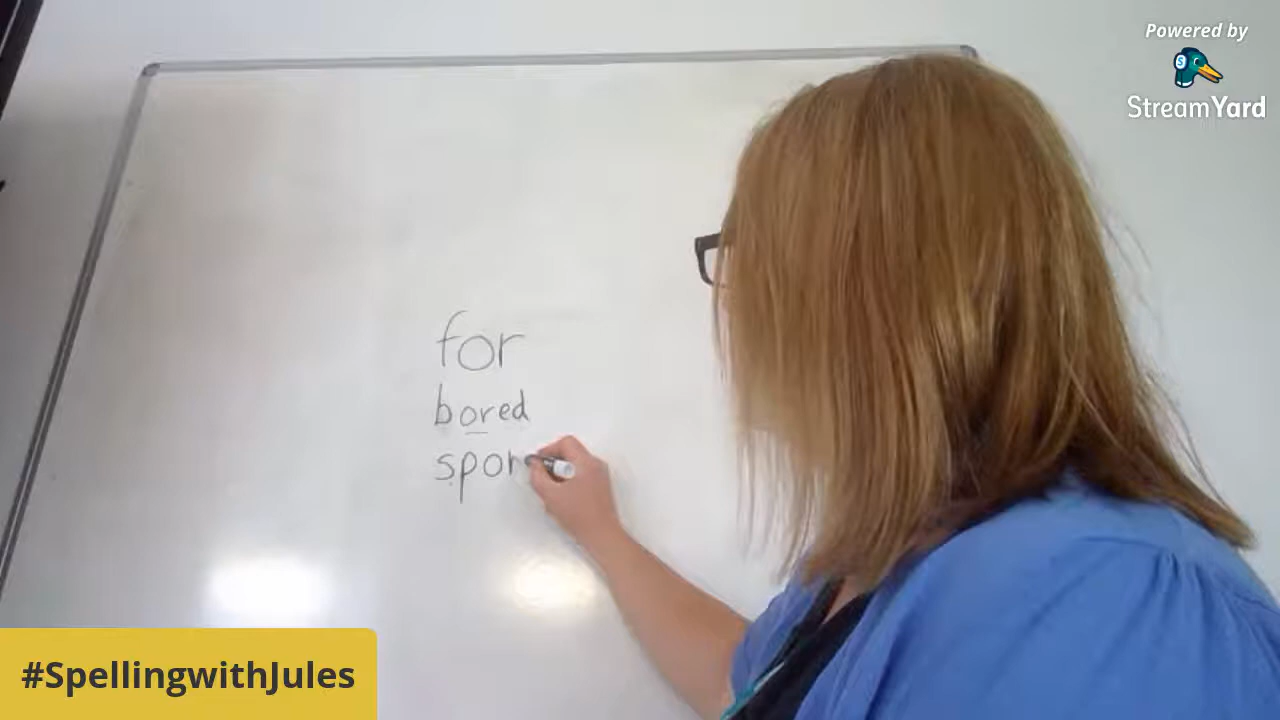 Powered by
StreamYard
for
bored
spor
#SpellingwithJules